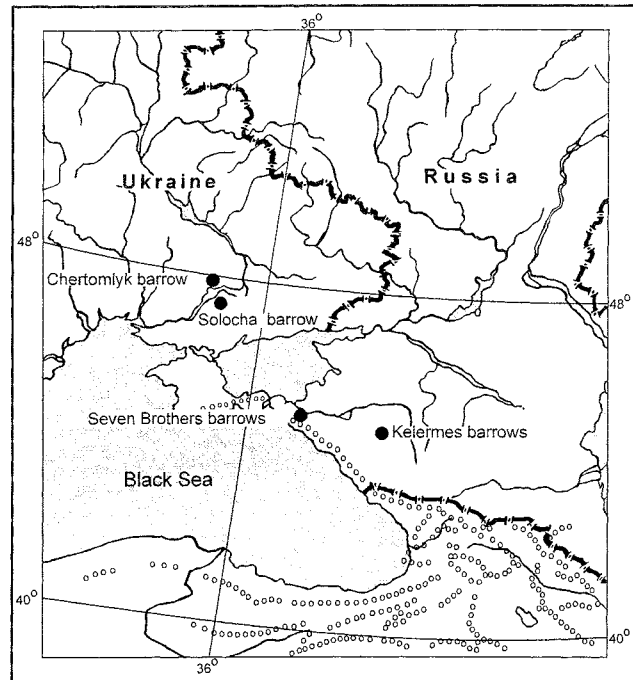 36°
Ukraine
Russia
48°
Chertomlyk barrow
48°
Solocha barrow
Seven Brothers barrows
Kelermes barrows
Black Sea
40°
40°
36°